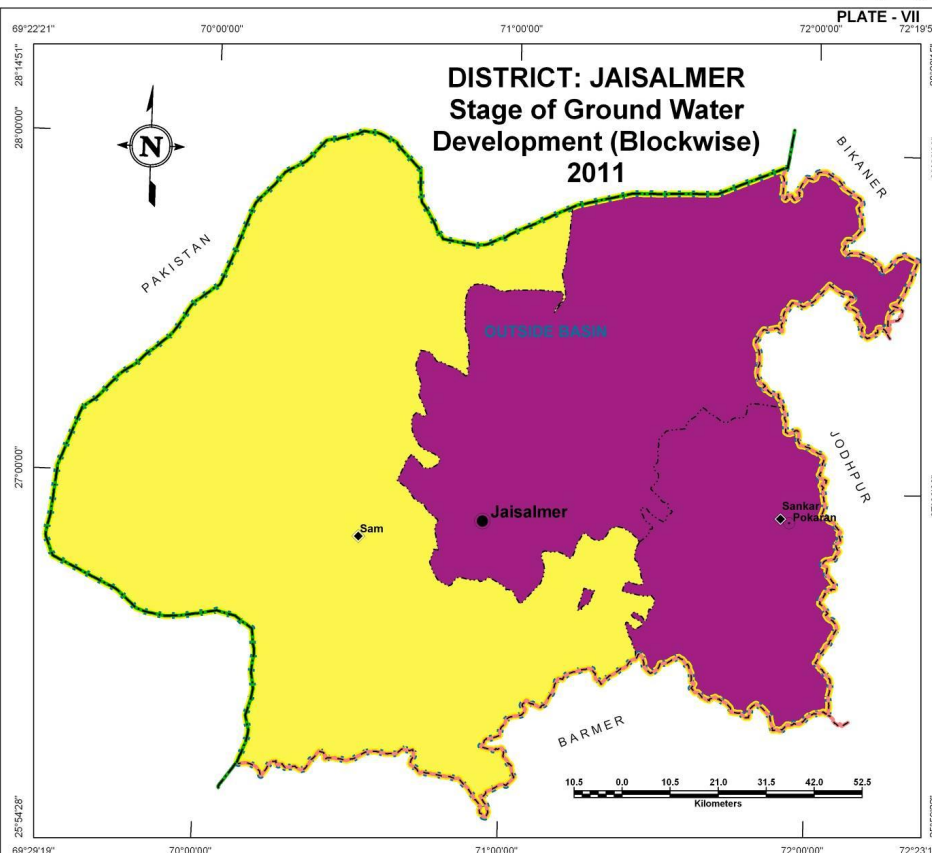 PLATE - VII
69°22'21" 70°00'00" 71°00'00" 72°00'00"
28°14'51"
DISTRICT: JAISALMER
Stage of Ground Water
Development (Blockwise)
2011
28°00'00"
N
BIKANER
PAKISTAN
OUTSIDE BASIN
JODHPUR
27°00'00"
Jaisalmer
Sankar
Pokaran
Sam
BARMER
10.5 0.0 10.5 21.0 31.5 42.0 52.5
Kilometers
25°54'28"
69°29'19" 70°00'00" 71°00'00" 72°00'00"